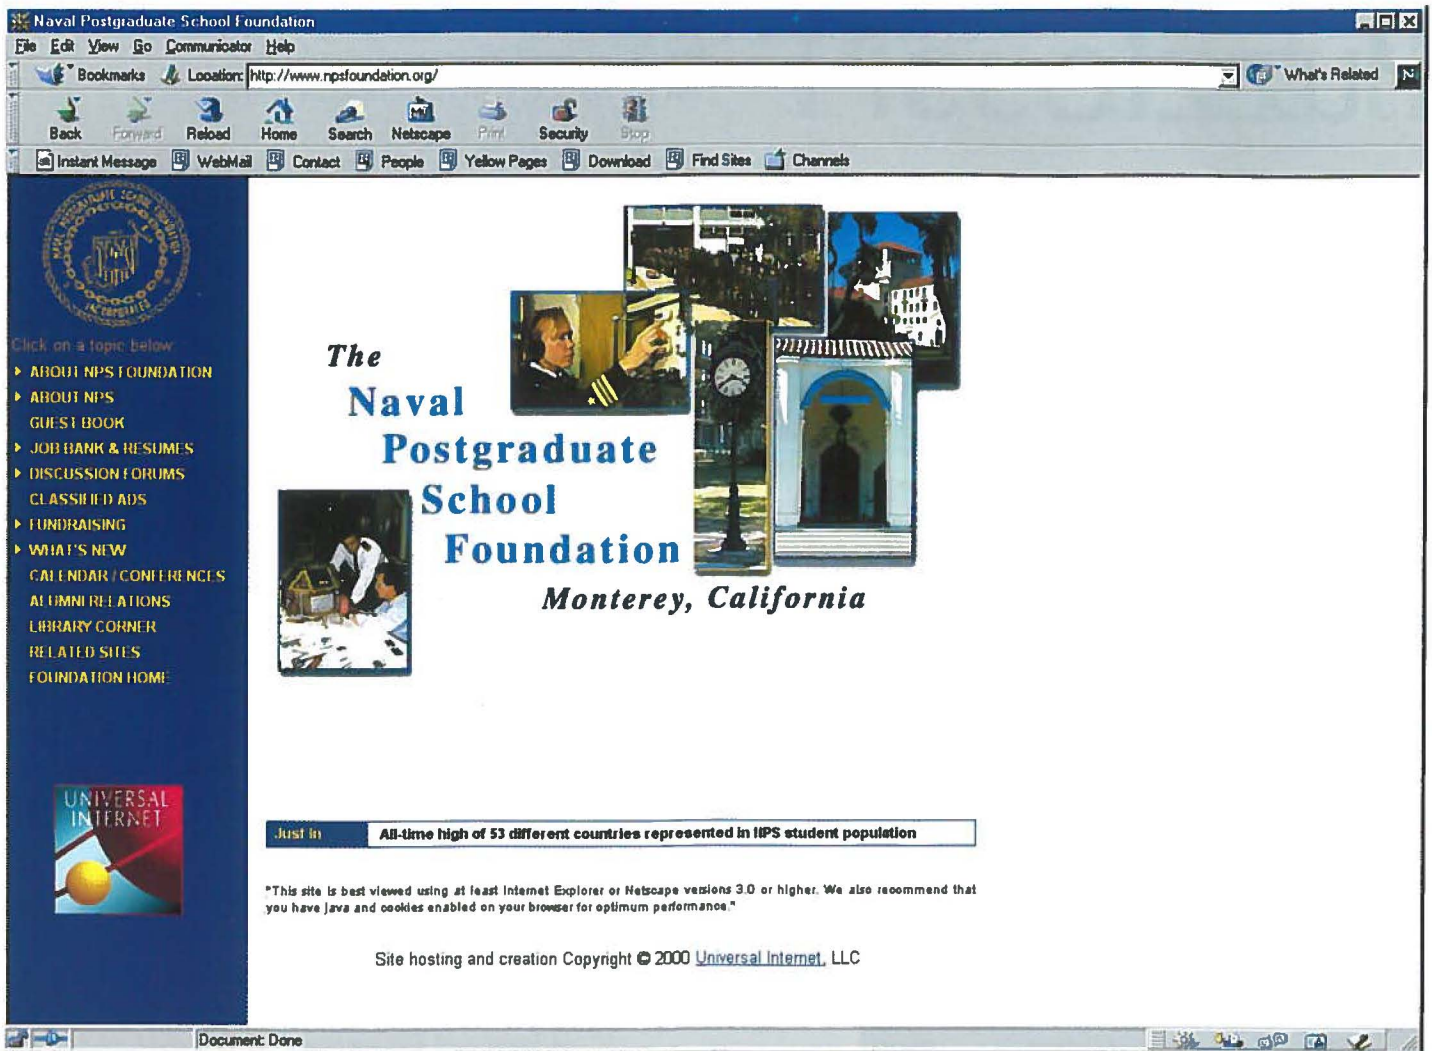 Naval Postgraduate School Foundation
File Edit View Go Communicator Help
Bookmarks Location: http://www.npsfoundation.org/ What's Related N
Back Forward Reload Home Search Netscape Print Security Stop
Instant Message WebMail Contact People Yellow Pages Download Find Sites Channels
NAVAL POSTGRADUATE SCHOOL FOUNDATION
INCORPORATED
Click on a topic below:
ABOUT NPS FOUNDATION
ABOUT NPS
GUEST BOOK
JOB BANK & RESUMES
DISCUSSION FORUMS
CLASSIFIED ADS
FUNDRAISING
WHAT'S NEW
CALENDAR / CONFERENCES
ALUMNI RELATIONS
LIBRARY CORNER
RELATED SITES
FOUNDATION HOME
UNIVERSAL
INTERNET
The
Naval
Postgraduate
School
Foundation
Monterey, California
Just in All-time high of 53 different countries represented in NPS student population
"This site is best viewed using at least Internet Explorer or Netscape versions 3.0 or higher. We also recommend that
you have java and cookies enabled on your browser for optimum performance."
Site hosting and creation Copyright © 2000 Universal Internet, LLC
Document: Done